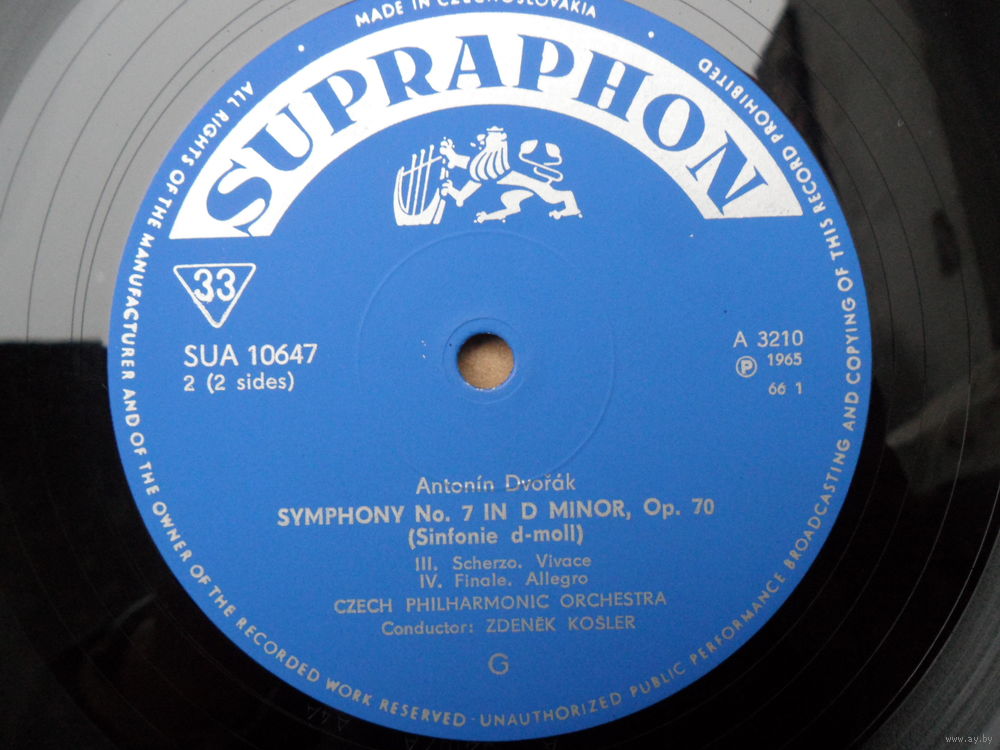 MADE IN CZECHOSLOVAKIA
SUPRAPHON
33
SUA 10647
2 (2 sides)
A 3210
Ⓟ 1965
66 1
Antonín Dvořák
SYMPHONY No. 7 IN D MINOR, Op. 70
(Sinfonie d-moll)
III. Scherzo. Vivace
IV. Finale. Allegro
CZECH PHILHARMONIC ORCHESTRA
Conductor: ZDENĚK KOŠLER
G
ALL RIGHTS OF THE MANUFACTURER AND OF THE OWNER OF THE RECORDED WORK RESERVED · UNAUTHORIZED PUBLIC PERFORMANCE BROADCASTING AND COPYING OF THIS RECORD PROHIBITED
www.ay.by